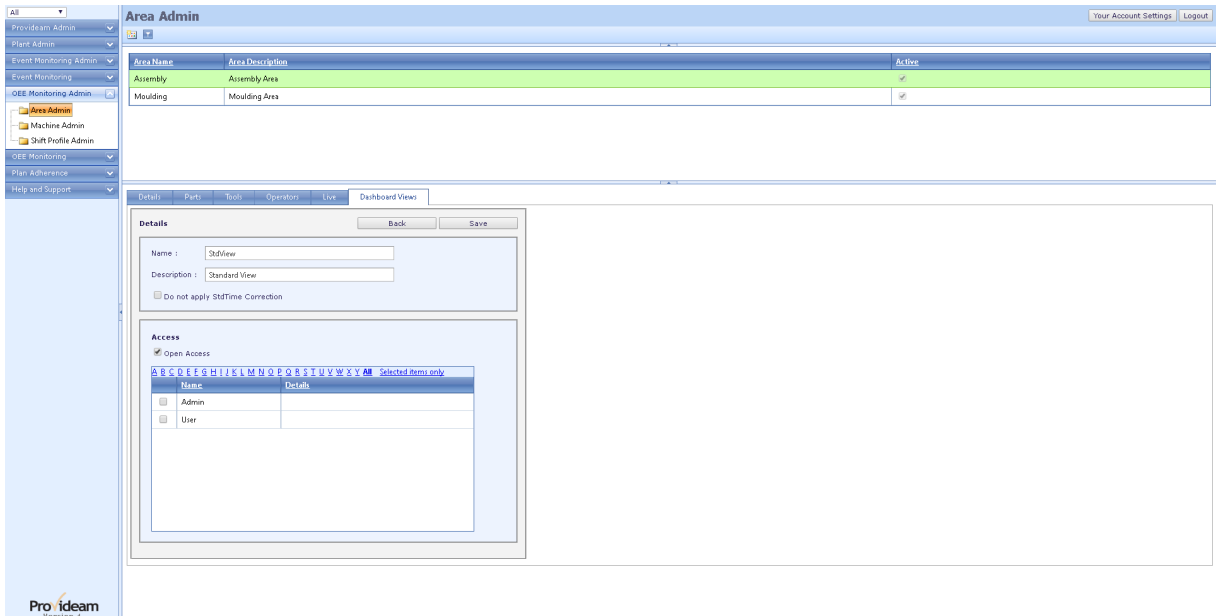 All
Area Admin
Your Account Settings Logout
Provideam Admin
Plant Admin
Event Monitoring Admin
Event Monitoring
OEE Monitoring Admin
Area Admin
Machine Admin
Shift Profile Admin
OEE Monitoring
Plan Adherence
Help and Support
Area Name Area Description Active
Assembly Assembly Area
Moulding Moulding Area
Details Parts Tools Operators Live Dashboard Views
Details Back Save
Name : StdView
Description : Standard View
Do not apply StdTime Correction
Access
Open Access
A B C D E F G H I J K L M N O P Q R S T U V W X Y All Selected items only
Name Details
Admin
User
Provideam